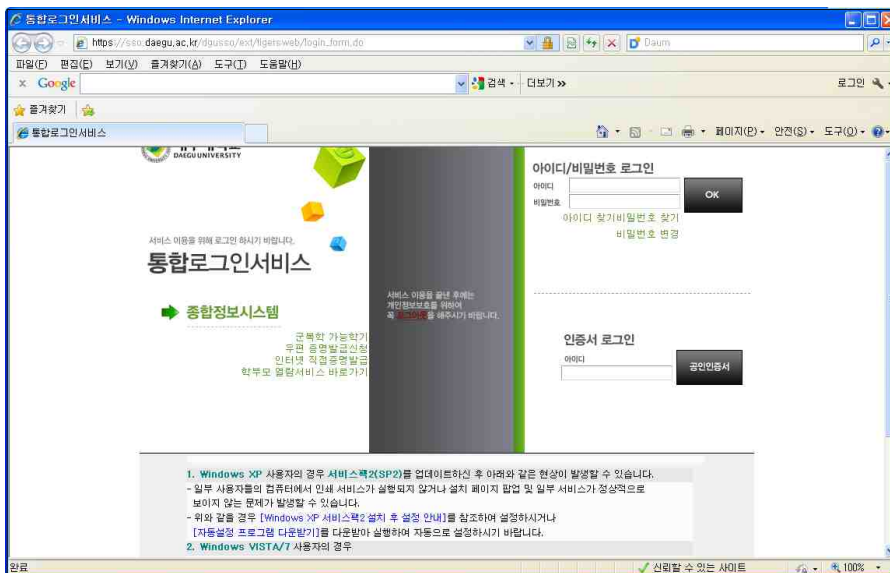 통합로그인서비스 - Windows Internet Explorer
https://sso.daegu.ac.kr/dgusso/ext/tigersweb/login_form.do
Daum
파일(F) 편집(E) 보기(V) 즐겨찾기(A) 도구(T) 도움말(H)
x Google 검색 더보기 » 로그인
즐겨찾기
통합로그인서비스 페이지(P) 안전(S) 도구(O)
DAEGU UNIVERSITY
서비스 이용을 위해 로그인 하시기 바랍니다.
통합로그인서비스
종합정보시스템
군복학 가능학기
우편 증명발급신청
인터넷 직접증명발급
학부모 열람서비스 바로가기
서비스 이용을 끝낸 후에는
개인정보보호를 위하여
꼭 로그아웃을 해주시기 바랍니다.
아이디/비밀번호 로그인
아이디
비밀번호
OK
아이디 찾기비밀번호 찾기
비밀번호 변경
인증서 로그인
아이디
공인인증서
1. Windows XP 사용자의 경우 서비스팩2(SP2)를 업데이트하신 후 아래와 같은 현상이 발생할 수 있습니다.
- 일부 사용자들의 컴퓨터에서 인쇄 서비스가 실행되지 않거나 설치 페이지 팝업 및 일부 서비스가 정상적으로
보이지 않는 문제가 발생할 수 있습니다.
- 위와 같을 경우 [Windows XP 서비스팩2 설치 후 설정 안내]를 참조하여 설정하시거나
[자동설정 프로그램 다운받기]를 다운받아 실행하여 자동으로 설정하시기 바랍니다.
2. Windows VISTA/7 사용자의 경우
완료 신뢰할 수 있는 사이트 100%